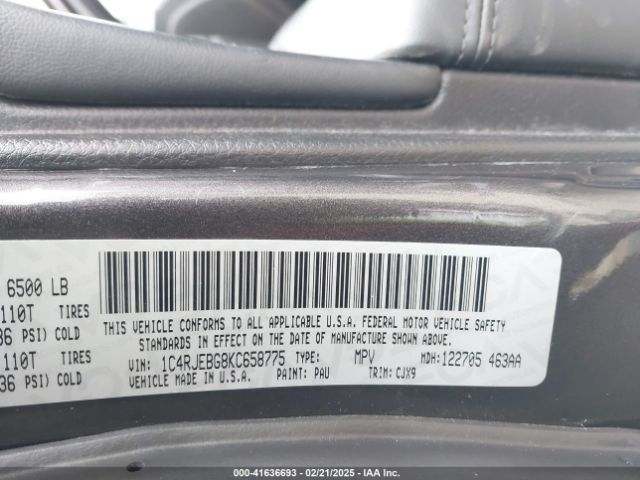 6500 LB
110T TIRES
36 PSI) COLD
110T TIRES
36 PSI) COLD
THIS VEHICLE CONFORMS TO ALL APPLICABLE U.S.A. FEDERAL MOTOR VEHICLE SAFETY
STANDARDS IN EFFECT ON THE DATE OF MANUFACTURE SHOWN ABOVE.
VIN: 1C4RJEBG8KC658775 TYPE: MPV MDH: 122705 463AA
VEHICLE MADE IN U.S.A. PAINT: PAU TRIM: CJX9
000-41636693 - 02/21/2025 - IAA Inc.